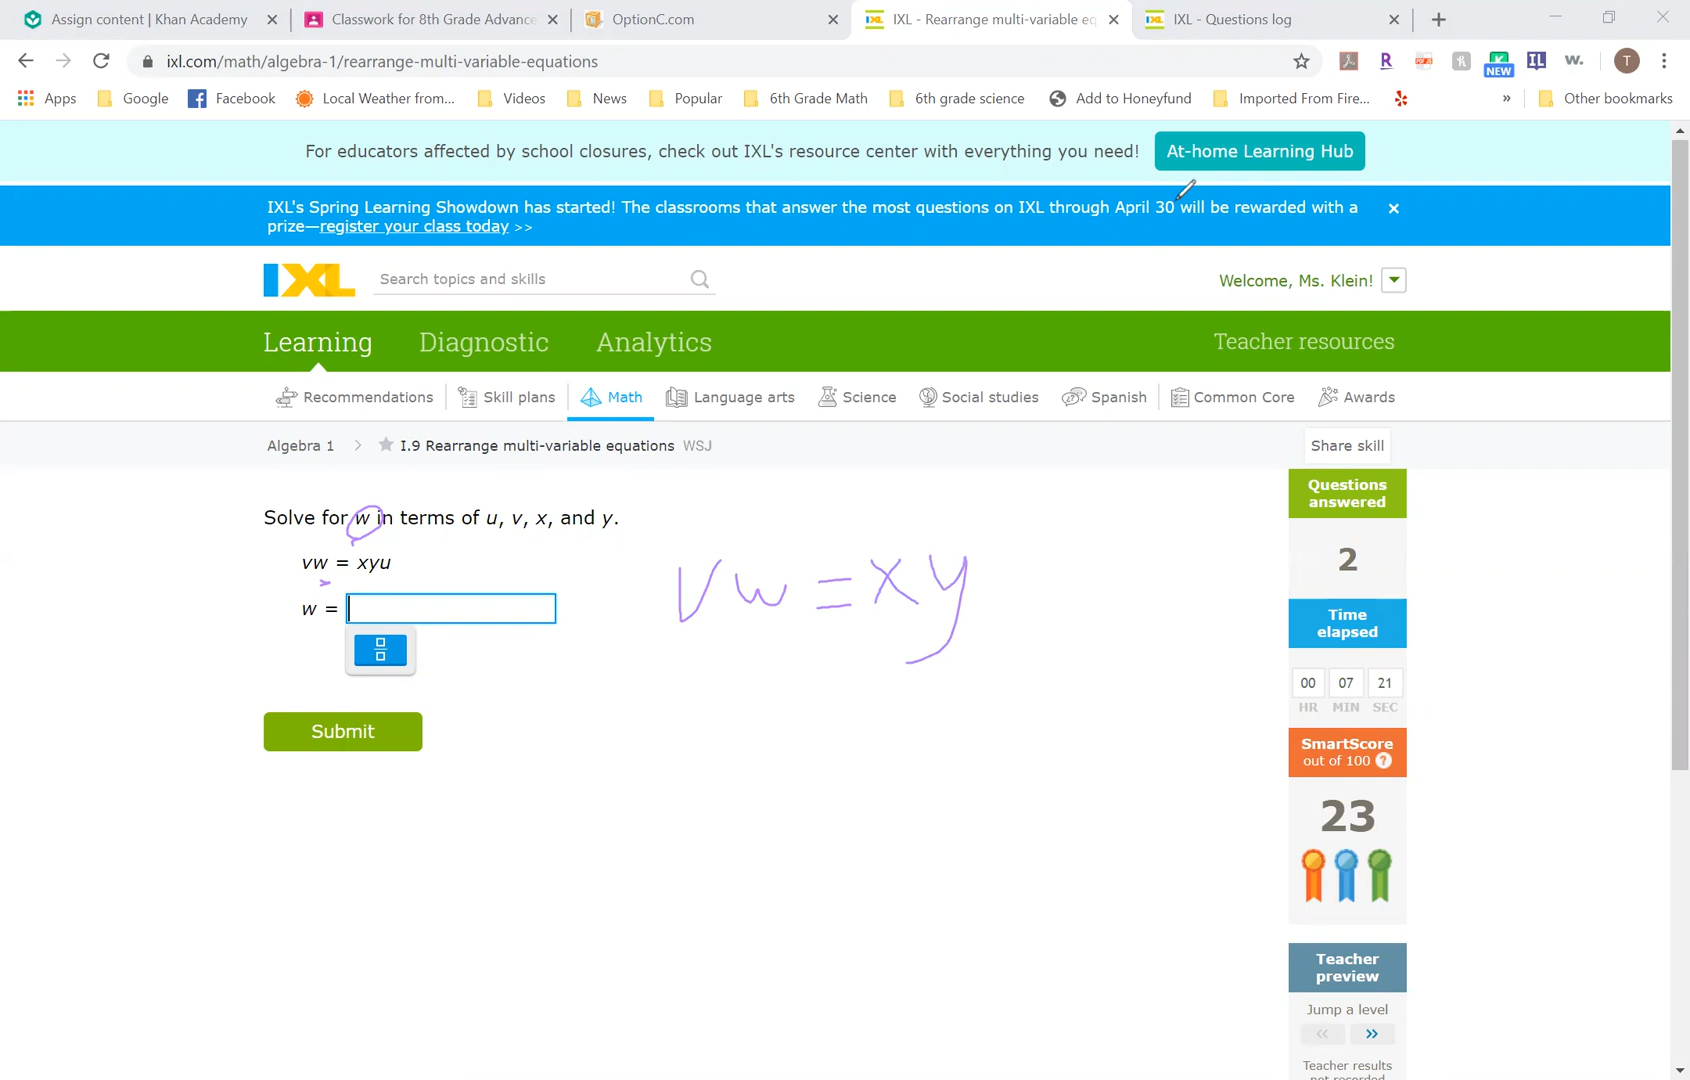 Assign content | Khan Academy
Classwork for 8th Grade Advance
OptionC.com
IXL - Rearrange multi-variable eq
IXL - Questions log
ixl.com/math/algebra-1/rearrange-multi-variable-equations
NEW
T
Apps Google Facebook Local Weather from... Videos News Popular 6th Grade Math 6th grade science Add to Honeyfund Imported From Fire... » Other bookmarks
For educators affected by school closures, check out IXL's resource center with everything you need! At-home Learning Hub
IXL's Spring Learning Showdown has started! The classrooms that answer the most questions on IXL through April 30 will be rewarded with a
prize—register your class today >>
IXL Search topics and skills Welcome, Ms. Klein!
Learning Diagnostic Analytics Teacher resources
Recommendations Skill plans Math Language arts Science Social studies Spanish Common Core Awards
Algebra 1 > I.9 Rearrange multi-variable equations WSJ Share skill
Solve for w in terms of u, v, x, and y.
vw = xyu
w =
Submit
vw = xy
Questions
answered
2
Time
elapsed
00 07 21
HR MIN SEC
SmartScore
out of 100 ?
23
Teacher
preview
Jump a level
Teacher results
not recorded